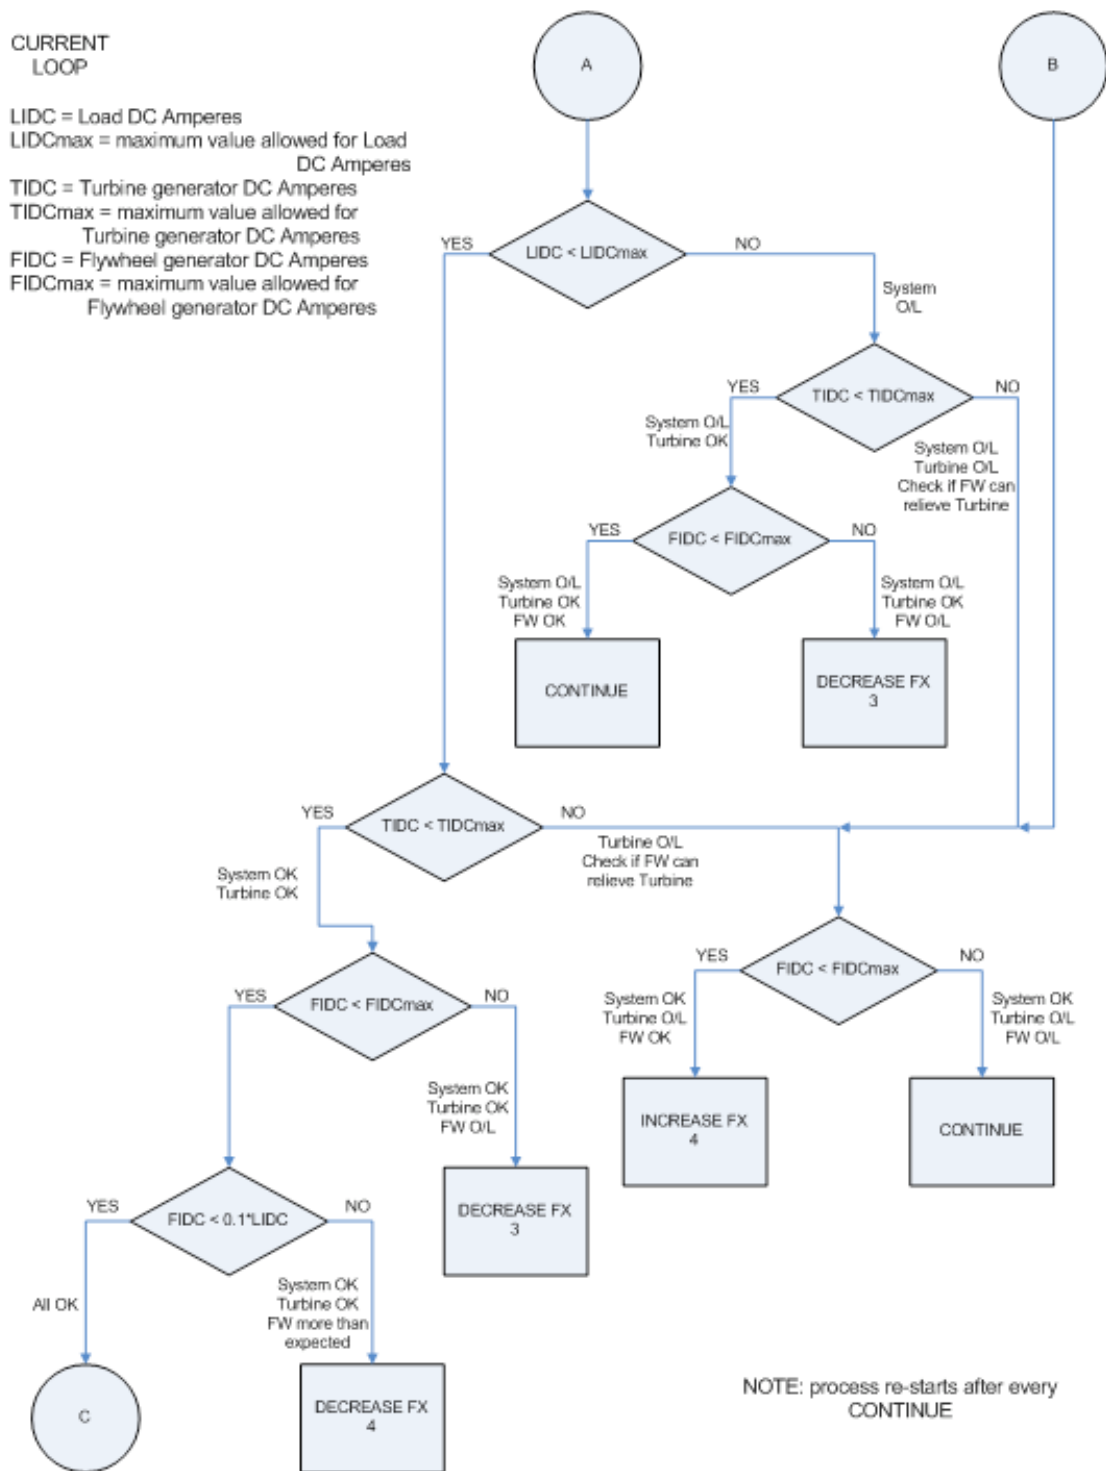 CURRENT
LOOP
LIDC = Load DC Amperes
LIDCmax = maximum value allowed for Load
DC Amperes
TIDC = Turbine generator DC Amperes
TIDCmax = maximum value allowed for
Turbine generator DC Amperes
FIDC = Flywheel generator DC Amperes
FIDCmax = maximum value allowed for
Flywheel generator DC Amperes
A
B
YES
LIDC < LIDCmax
NO
System
O/L
YES
TIDC < TIDCmax
NO
System O/L
Turbine OK
System O/L
Turbine O/L
Check if FW can
relieve Turbine
YES
FIDC < FIDCmax
NO
System O/L
Turbine OK
FW OK
System O/L
Turbine OK
FW O/L
CONTINUE
DECREASE FX
3
YES
TIDC < TIDCmax
NO
Turbine O/L
Check if FW can
relieve Turbine
System OK
Turbine OK
YES
FIDC < FIDCmax
NO
System OK
Turbine O/L
FW OK
System OK
Turbine O/L
FW O/L
YES
FIDC < FIDCmax
NO
System OK
Turbine OK
FW O/L
INCREASE FX
4
CONTINUE
YES
FIDC < 0.1*LIDC
NO
DECREASE FX
3
All OK
System OK
Turbine OK
FW more than
expected
C
DECREASE FX
4
NOTE: process re-starts after every
CONTINUE